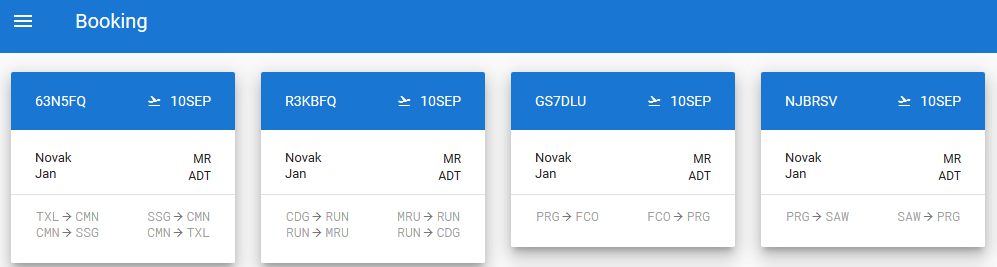 Booking
63N5FQ 10SEP
Novak MR
Jan ADT
TXL → CMN SSG → CMN
CMN → SSG CMN → TXL
R3KBFQ 10SEP
Novak MR
Jan ADT
CDG → RUN MRU → RUN
RUN → MRU RUN → CDG
GS7DLU 10SEP
Novak MR
Jan ADT
PRG → FCO FCO → PRG
NJBRSV 10SEP
Novak MR
Jan ADT
PRG → SAW SAW → PRG